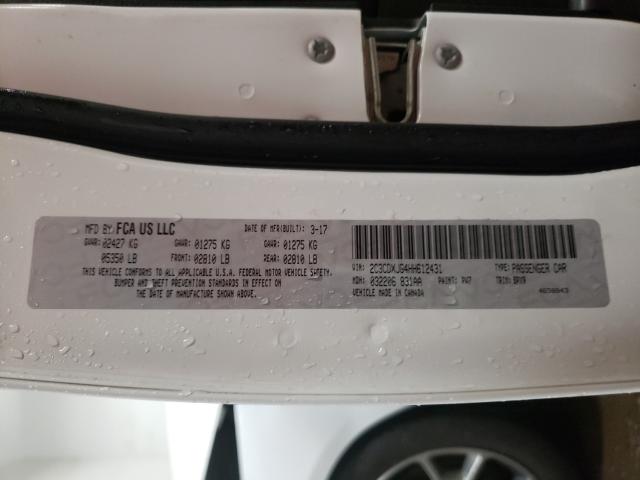 MFD BY: FCA US LLC DATE OF MFR(BUILT): 3-17
GVWR: 02427 KG GAWR: 01275 KG GAWR: 01275 KG
05350 LB FRONT: 02810 LB REAR: 02810 LB
THIS VEHICLE CONFORMS TO ALL APPLICABLE U.S.A. FEDERAL MOTOR VEHICLE SAFETY,
BUMPER AND THEFT PREVENTION STANDARDS IN EFFECT ON
THE DATE OF MANUFACTURE SHOWN ABOVE.
VIN: 2C3CDXJG4HH612431 TYPE: PASSENGER CAR
MDH: 032206 831AA PAINT: PW7 TRIM: BPX9
VEHICLE MADE IN CANADA